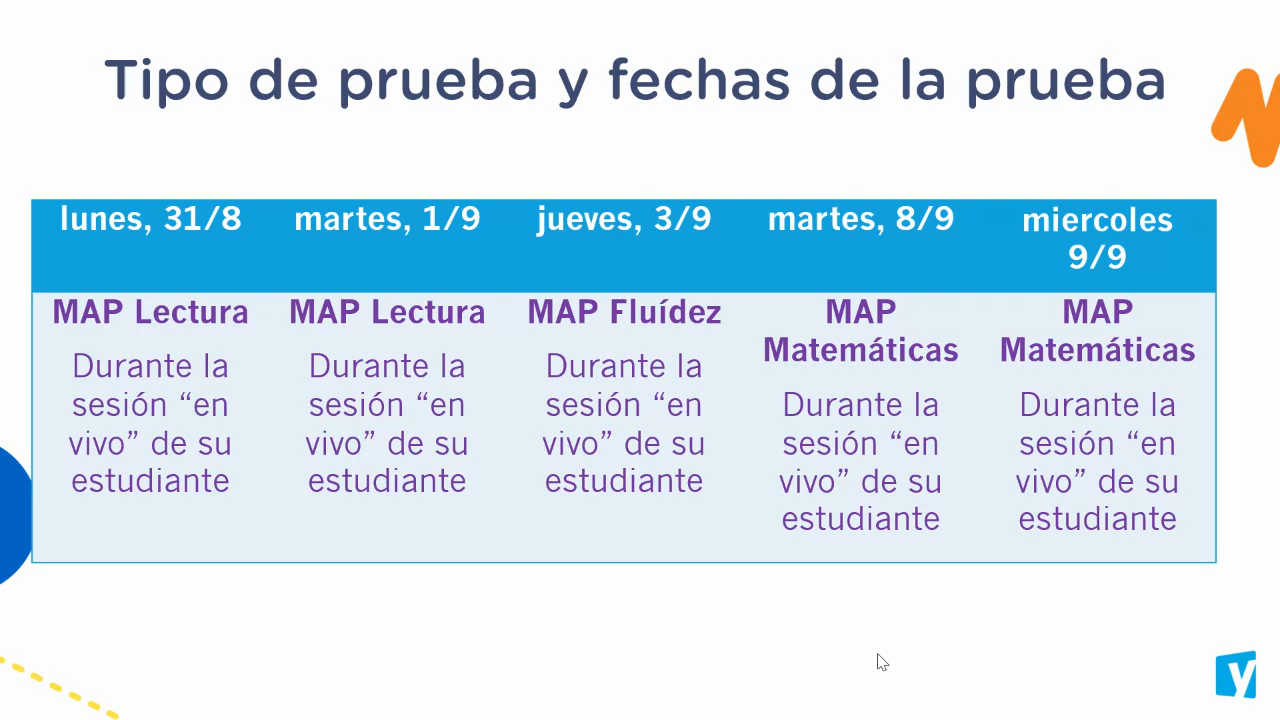 Tipo de prueba y fechas de la prueba
lunes, 31/8
martes, 1/9
jueves, 3/9
martes, 8/9
miercoles
9/9
MAP Lectura
Durante la
sesión “en
vivo” de su
estudiante
MAP Lectura
Durante la
sesión “en
vivo” de su
estudiante
MAP Fluídez
Durante la
sesión “en
vivo” de su
estudiante
MAP
Matemáticas
Durante la
sesión “en
vivo” de su
estudiante
MAP
Matemáticas
Durante la
sesión “en
vivo” de su
estudiante
y